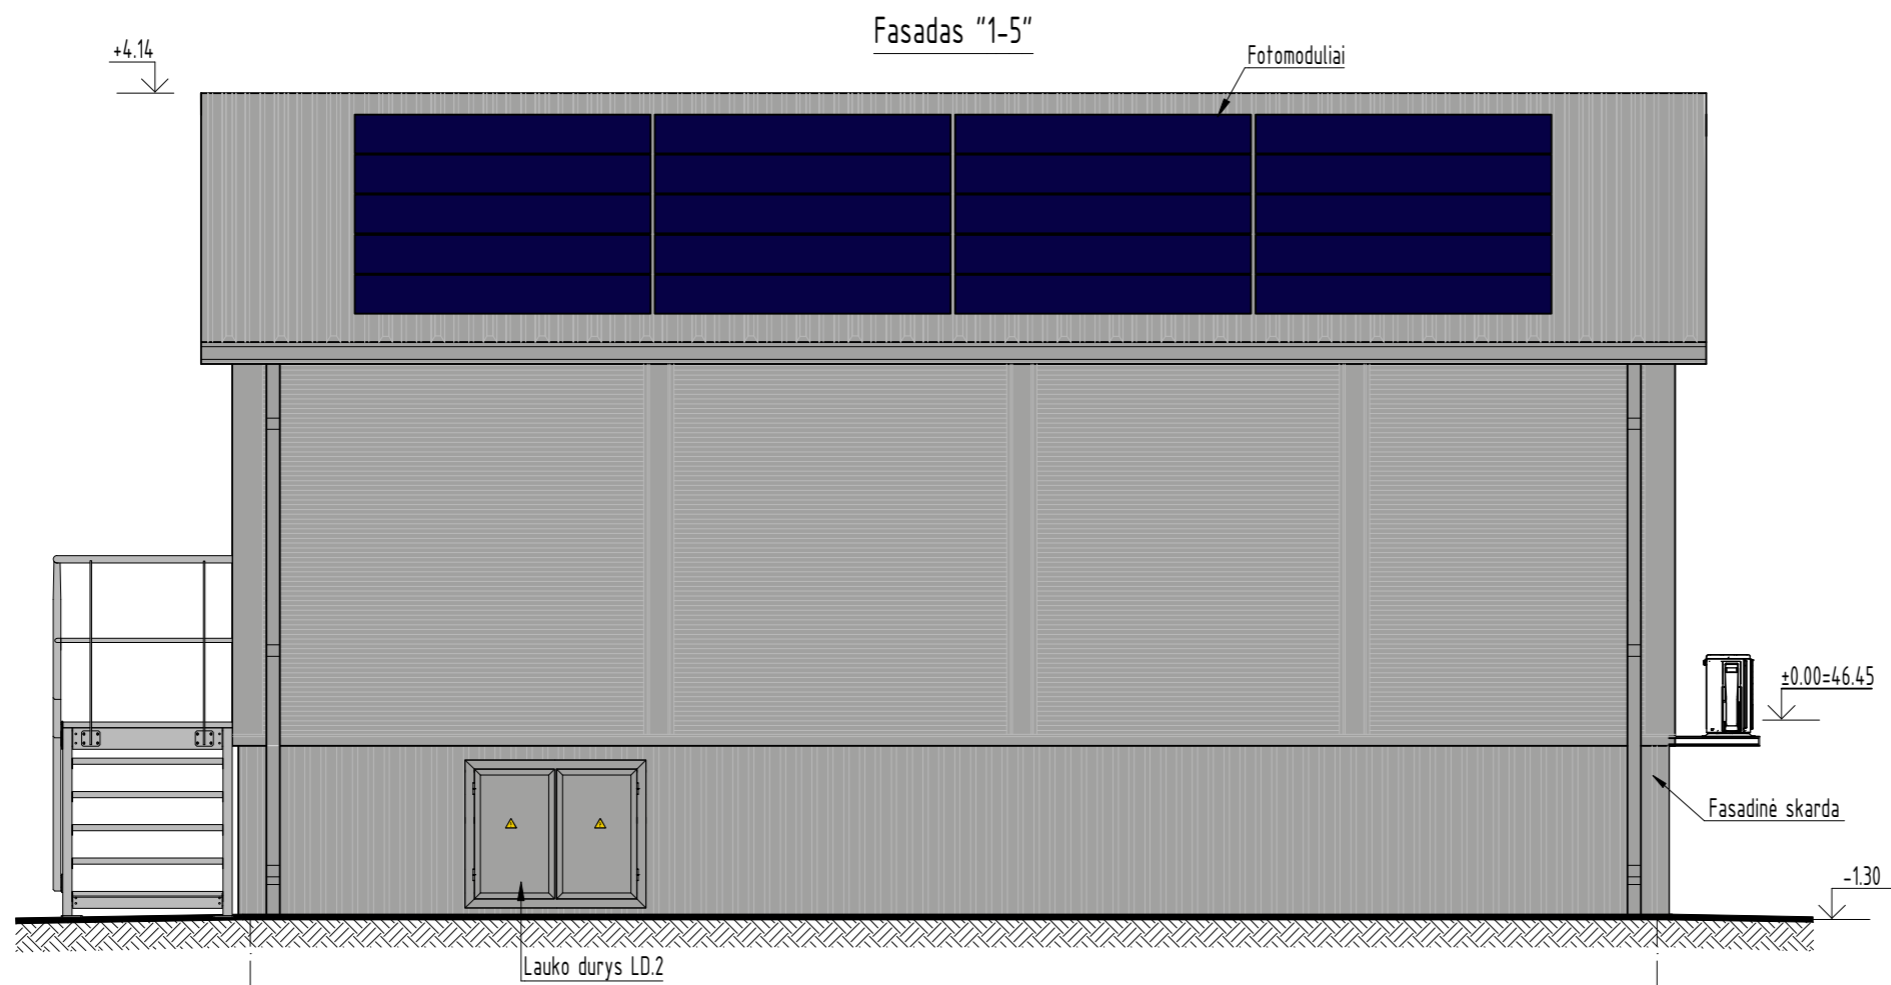 Fasadas "1-5"
+4.14
Fotomoduliai
±0.00=46.45
Fasadinė skarda
-1.30
Lauko durys LD.2